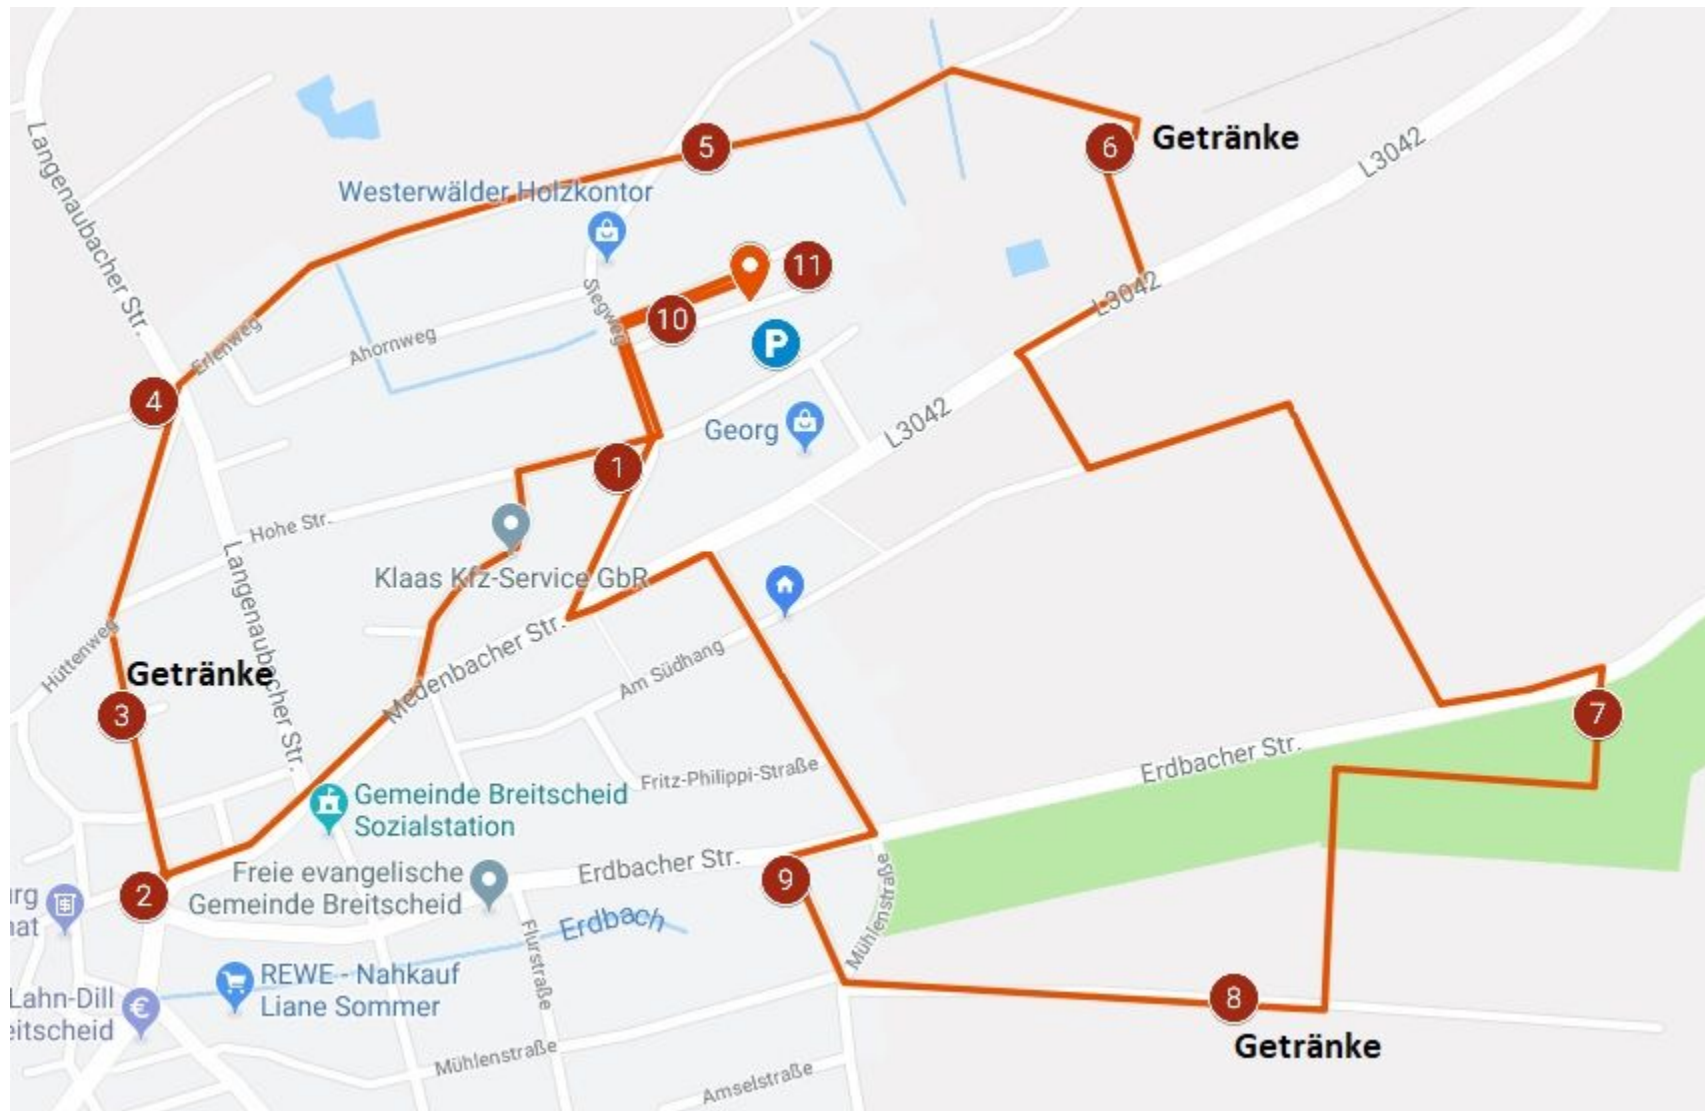 5
6
Getränke
L3042
Langenaubacher Str.
Westerwälder Holzkontor
11
Siegweg
10
L3042
Erlenweg
Ahornweg
P
4
Georg
L3042
1
Hohe Str.
Klaas Kfz-Service GbR
Langenaubacher Str.
Hüttenweg
Medenbacher Str.
Am Südhang
Getränke
3
7
Erdbacher Str.
Fritz-Philippi-Straße
Gemeinde Breitscheid
Sozialstation
Erdbacher Str.
Freie evangelische
Gemeinde Breitscheid
2
9
Erdbach
Mühlenstraße
Flurstraße
REWE - Nahkauf
Liane Sommer
Lahn-Dill
eitscheid
€
8
Getränke
Mühlenstraße
Amselstraße